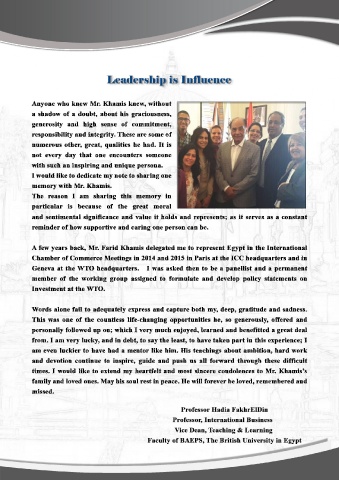 Leadership is Influence
Anyone who knew Mr. Khamis knew, without
a shadow of a doubt, about his graciousness,
generosity and high sense of commitment,
responsibility and integrity. These are some of
numerous other, great, qualities he had. It is
not every day that one encounters someone
with such an inspiring and unique persona.
I would like to dedicate my note to sharing one
memory with Mr. Khamis.
The reason I am sharing this memory in
particular is because of the great moral
and sentimental significance and value it holds and represents; as it serves as a constant
reminder of how supportive and caring one person can be.
A few years back, Mr. Farid Khamis delegated me to represent Egypt in the International
Chamber of Commerce Meetings in 2014 and 2015 in Paris at the ICC headquarters and in
Geneva at the WTO headquarters. I was asked then to be a panellist and a permanent
member of the working group assigned to formulate and develop policy statements on
Investment at the WTO.
Words alone fail to adequately express and capture both my, deep, gratitude and sadness.
This was one of the countless life-changing opportunities he, so generously, offered and
personally followed up on; which I very much enjoyed, learned and benefitted a great deal
from. I am very lucky, and in debt, to say the least, to have taken part in this experience; I
am even luckier to have had a mentor like him. His teachings about ambition, hard work
and devotion continue to inspire, guide and push us all forward through these difficult
times. I would like to extend my heartfelt and most sincere condolences to Mr. Khamis's
family and loved ones. May his soul rest in peace. He will forever be loved, remembered and
missed.
Professor Hadia FakhrElDin
Professor, International Business
Vice Dean, Teaching & Learning
Faculty of BAEPS, The British University in Egypt